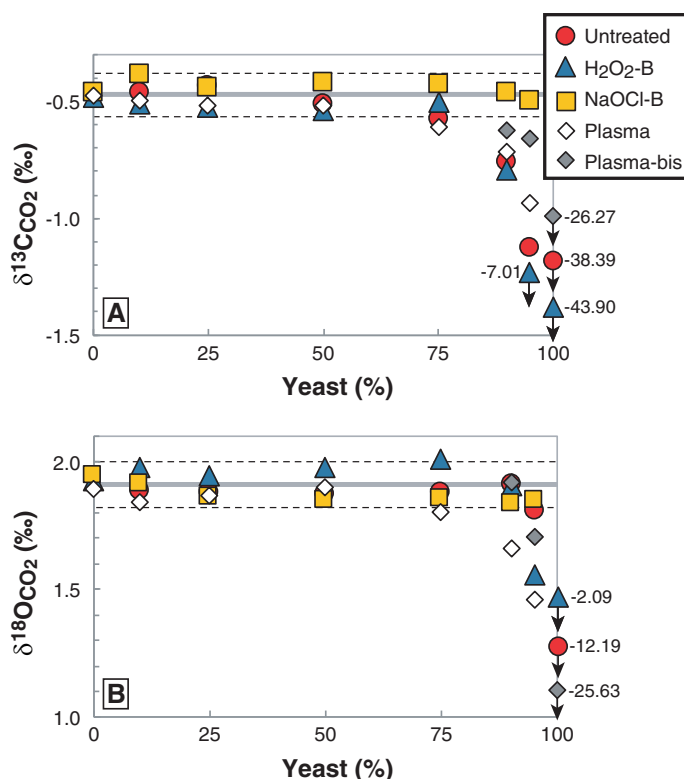 Untreated
H2O2-B
NaOCl-B
Plasma
Plasma-bis
δ13CCO2 (‰)
-0.5
-1.0
-1.5
-26.27
-38.39
-7.01
-43.90
A
0 25 50 75 100
Yeast (%)
δ18OCO2 (‰)
2.0
1.5
1.0
-2.09
-12.19
-25.63
B
0 25 50 75 100
Yeast (%)